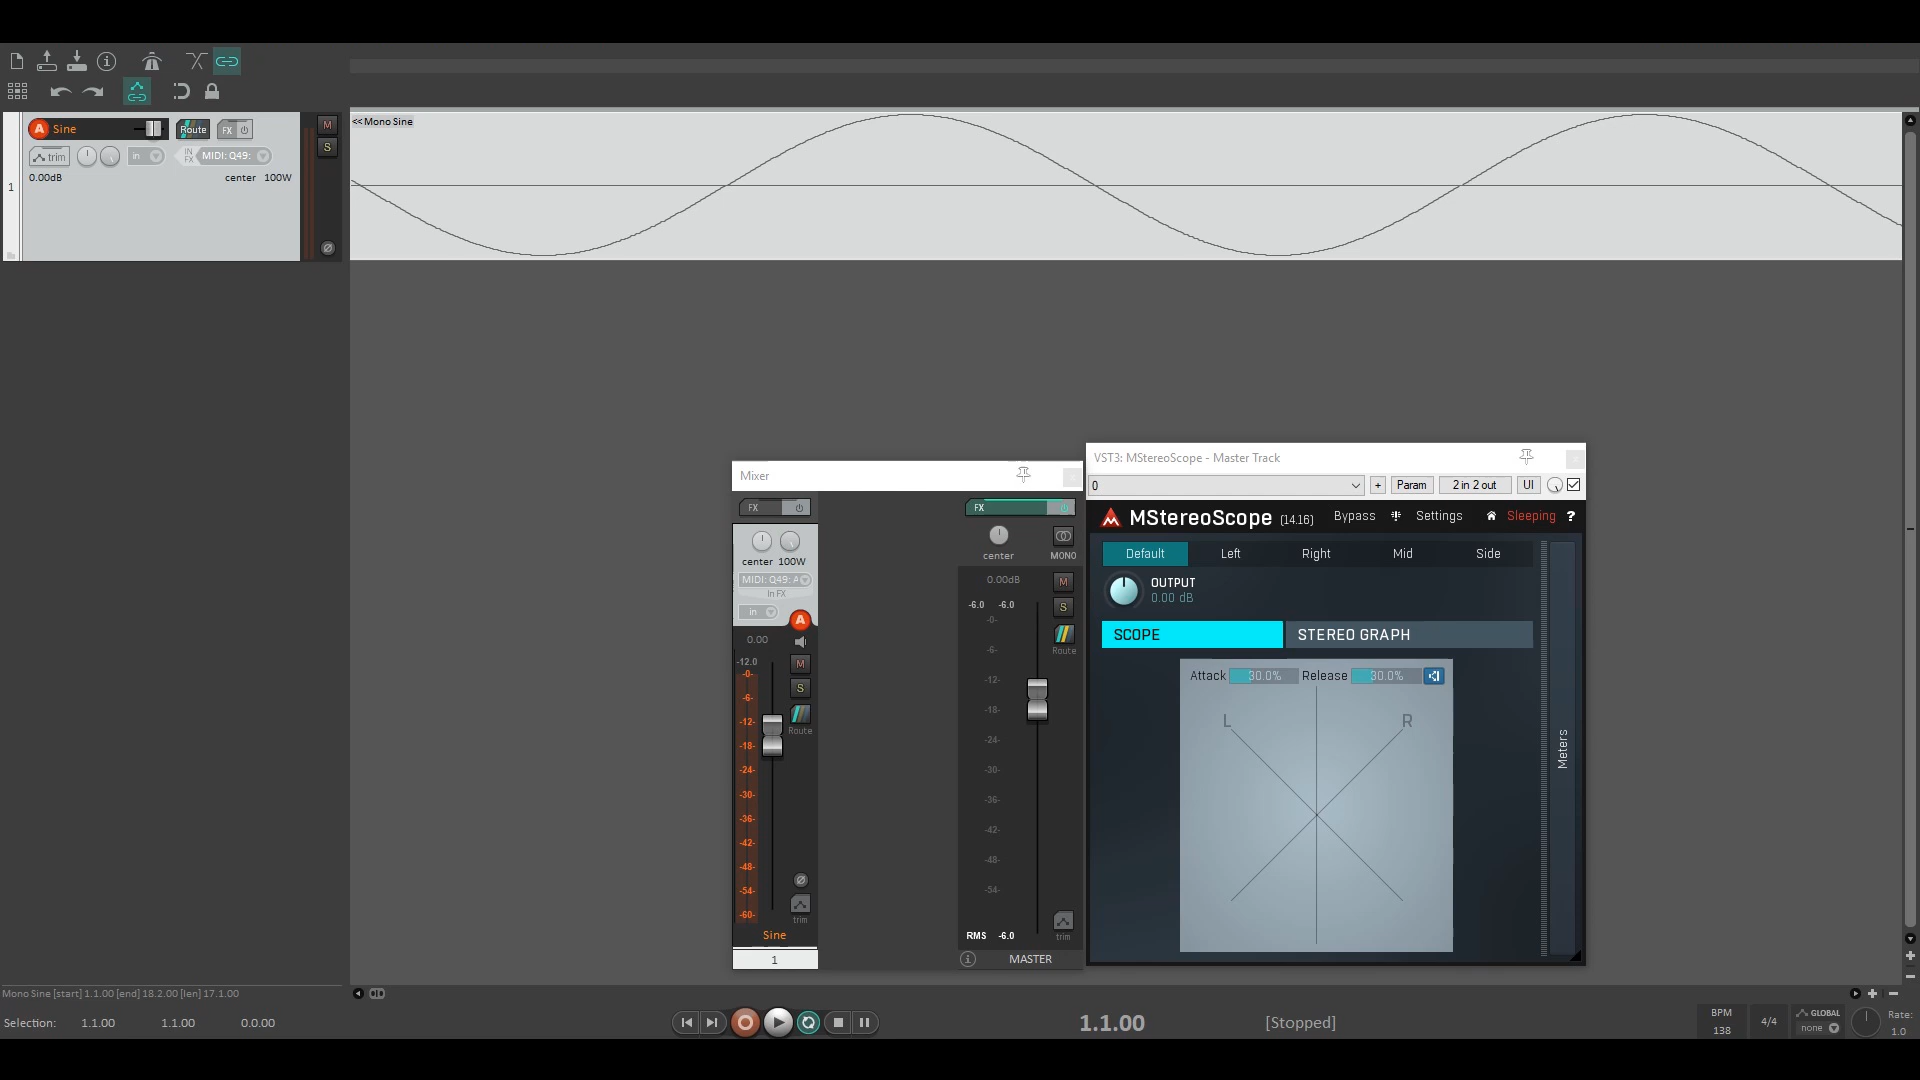 <<Mono Sine
A Sine Route FX M
trim in IN FX MIDI: Q49: S
0.00dB center 100W
1
Mixer
FX
center 100W
MIDI: Q49: A
In FX
in
A
0.00
-12.0 M
-0-
-6- S
-12-
Route
-18-
-24-
-30-
-36-
-42-
-48-
-54-
-60- trim
Sine
1
FX
center MONO
0.00dB M
-6.0 -6.0 S
-0-
-6- Route
-12-
-18-
-24-
-30-
-36-
-42-
-48-
-54-
RMS -6.0 trim
MASTER
VST3: MStereoScope - Master Track
0 + Param 2 in 2 out UI
MStereoScope (14.16) Bypass Settings Sleeping ?
Default Left Right Mid Side
OUTPUT
0.00 dB
SCOPE STEREO GRAPH
Attack 30.0% Release 30.0%
L R
Meters
Mono Sine [start] 1.1.00 [end] 18.2.00 [len] 17.1.00
Selection: 1.1.00 1.1.00 0.0.00
1.1.00 [Stopped]
BPM
138
4/4
GLOBAL
none
Rate:
1.0